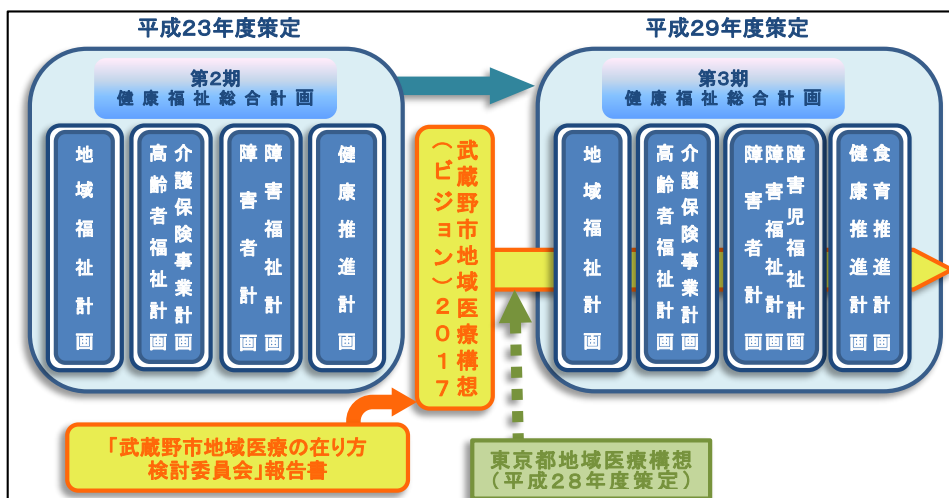 平成23年度策定
第2期
健康福祉総合計画
地域福祉計画
高齢者福祉計画
介護保険事業計画
障害者計画
障害福祉計画
健康推進計画
武蔵野市地域医療構想
（ビジョン）２０１７
「武蔵野市地域医療の在り方
検討委員会」報告書
平成29年度策定
第3期
健康福祉総合計画
地域福祉計画
高齢者福祉計画
介護保険事業計画
障害者計画
障害福祉計画
障害児福祉計画
健康推進計画
食育推進計画
東京都地域医療構想
（平成28年度策定）